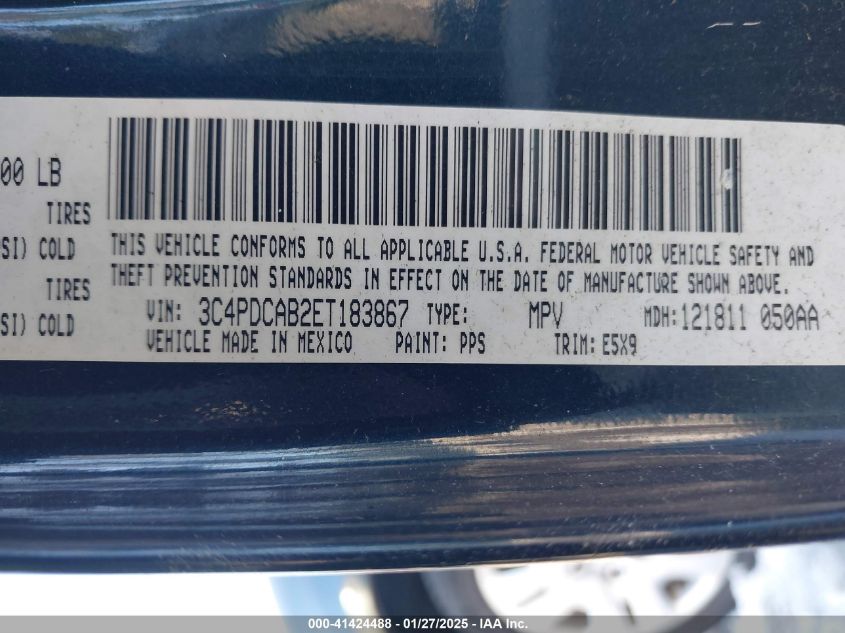 00 LB
TIRES
SI) COLD THIS VEHICLE CONFORMS TO ALL APPLICABLE U.S.A. FEDERAL MOTOR VEHICLE SAFETY AND
THEFT PREVENTION STANDARDS IN EFFECT ON THE DATE OF MANUFACTURE SHOWN ABOVE.
TIRES VIN: 3C4PDCAB2ET183867 TYPE: MPV MDH:121811 050AA
SI) COLD VEHICLE MADE IN MEXICO PAINT: PPS TRIM: E5X9
000-41424488 - 01/27/2025 - IAA Inc.